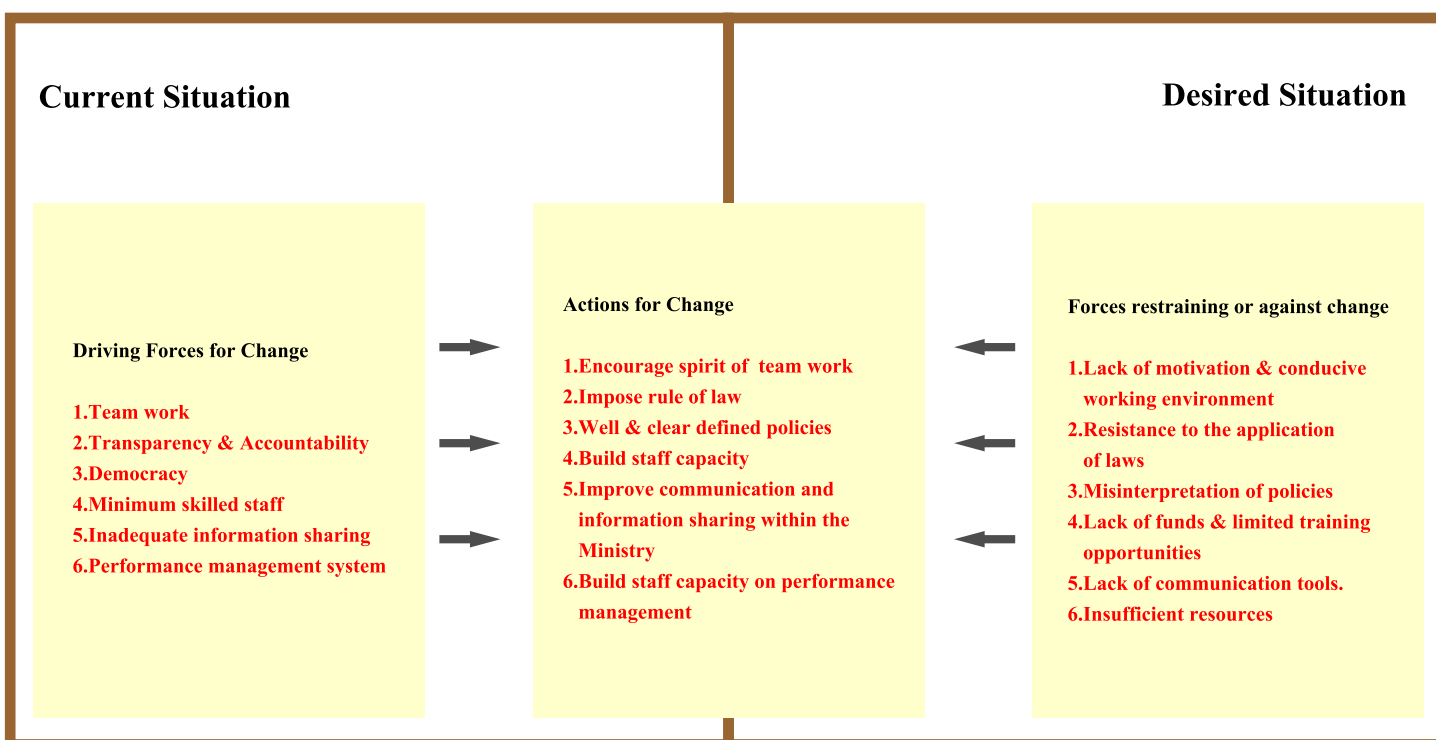 Current Situation
Desired Situation
Driving Forces for Change
1.Team work
2.Transparency & Accountability
3.Democracy
4.Minimum skilled staff
5.Inadequate information sharing
6.Performance management system
Actions for Change
1.Encourage spirit of  team work
2.Impose rule of law
3.Well & clear defined policies
4.Build staff capacity
5.Improve communication and
information sharing within the
Ministry
6.Build staff capacity on performance
management
Forces restraining or against change
1.Lack of motivation & conducive
working environment
2.Resistance to the application
of laws
3.Misinterpretation of policies
4.Lack of funds & limited training
opportunities
5.Lack of communication tools.
6.Insufficient resources